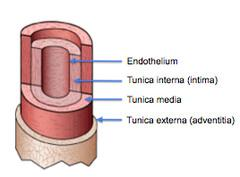 Endothelium
Tunica interna (intima)
Tunica media
Tunica externa (adventitia)